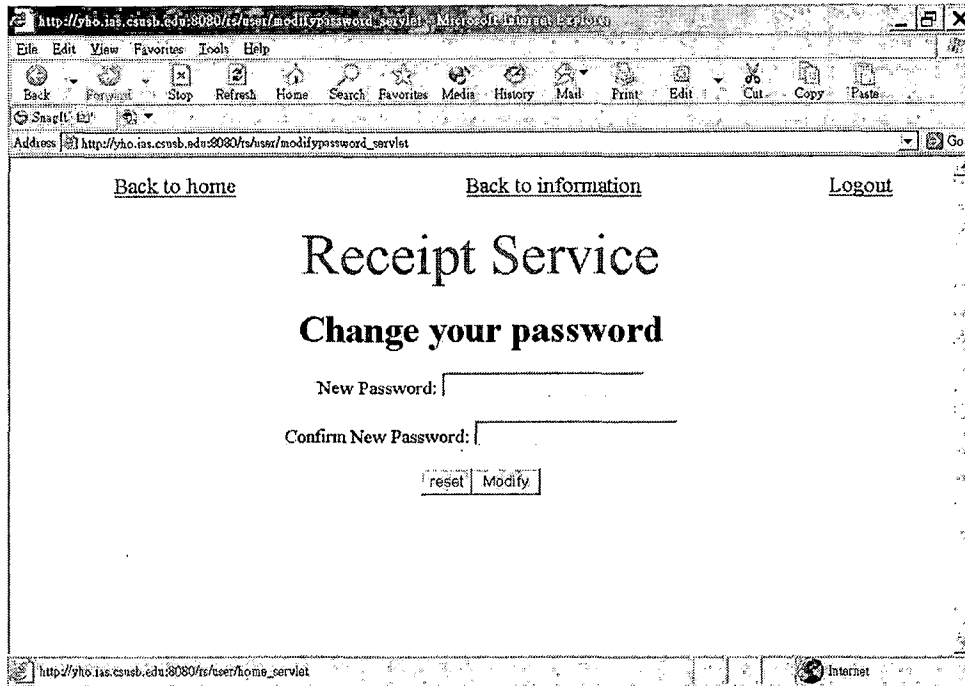 http://yho.ias.csusb.edu:8080/rs/user/modifypassword_servlet - Microsoft Internet Explorer
File Edit View Favorites Tools Help
Back Forward Stop Refresh Home Search Favorites Media History Mail Print Edit Cut Copy Paste
SnagIt
Address http://yho.ias.csusb.edu:8080/rs/user/modifypassword_servlet Go
Back to home Back to information Logout
Receipt Service
Change your password
New Password:
Confirm New Password:
reset Modify
http://yho.ias.csusb.edu:8080/rs/user/home_servlet Internet